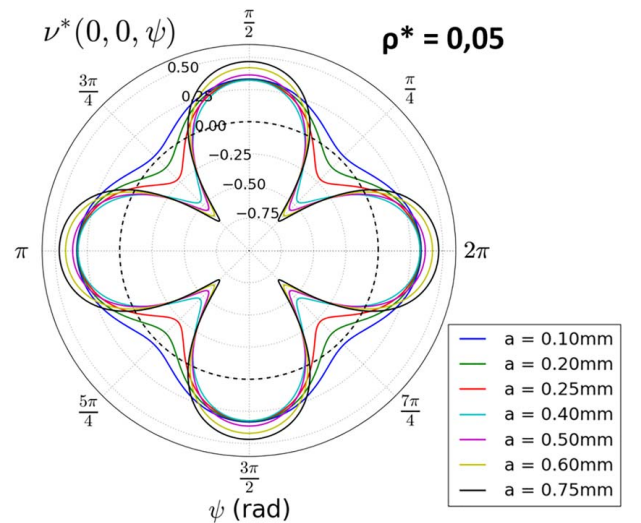 ν*(0, 0, ψ)
π/2
ρ* = 0,05
3π/4
π/4
0.50
0.25
0.00
−0.25
−0.50
−0.75
π
2π
5π/4
7π/4
3π/2
ψ (rad)
a = 0.10mm
a = 0.20mm
a = 0.25mm
a = 0.40mm
a = 0.50mm
a = 0.60mm
a = 0.75mm